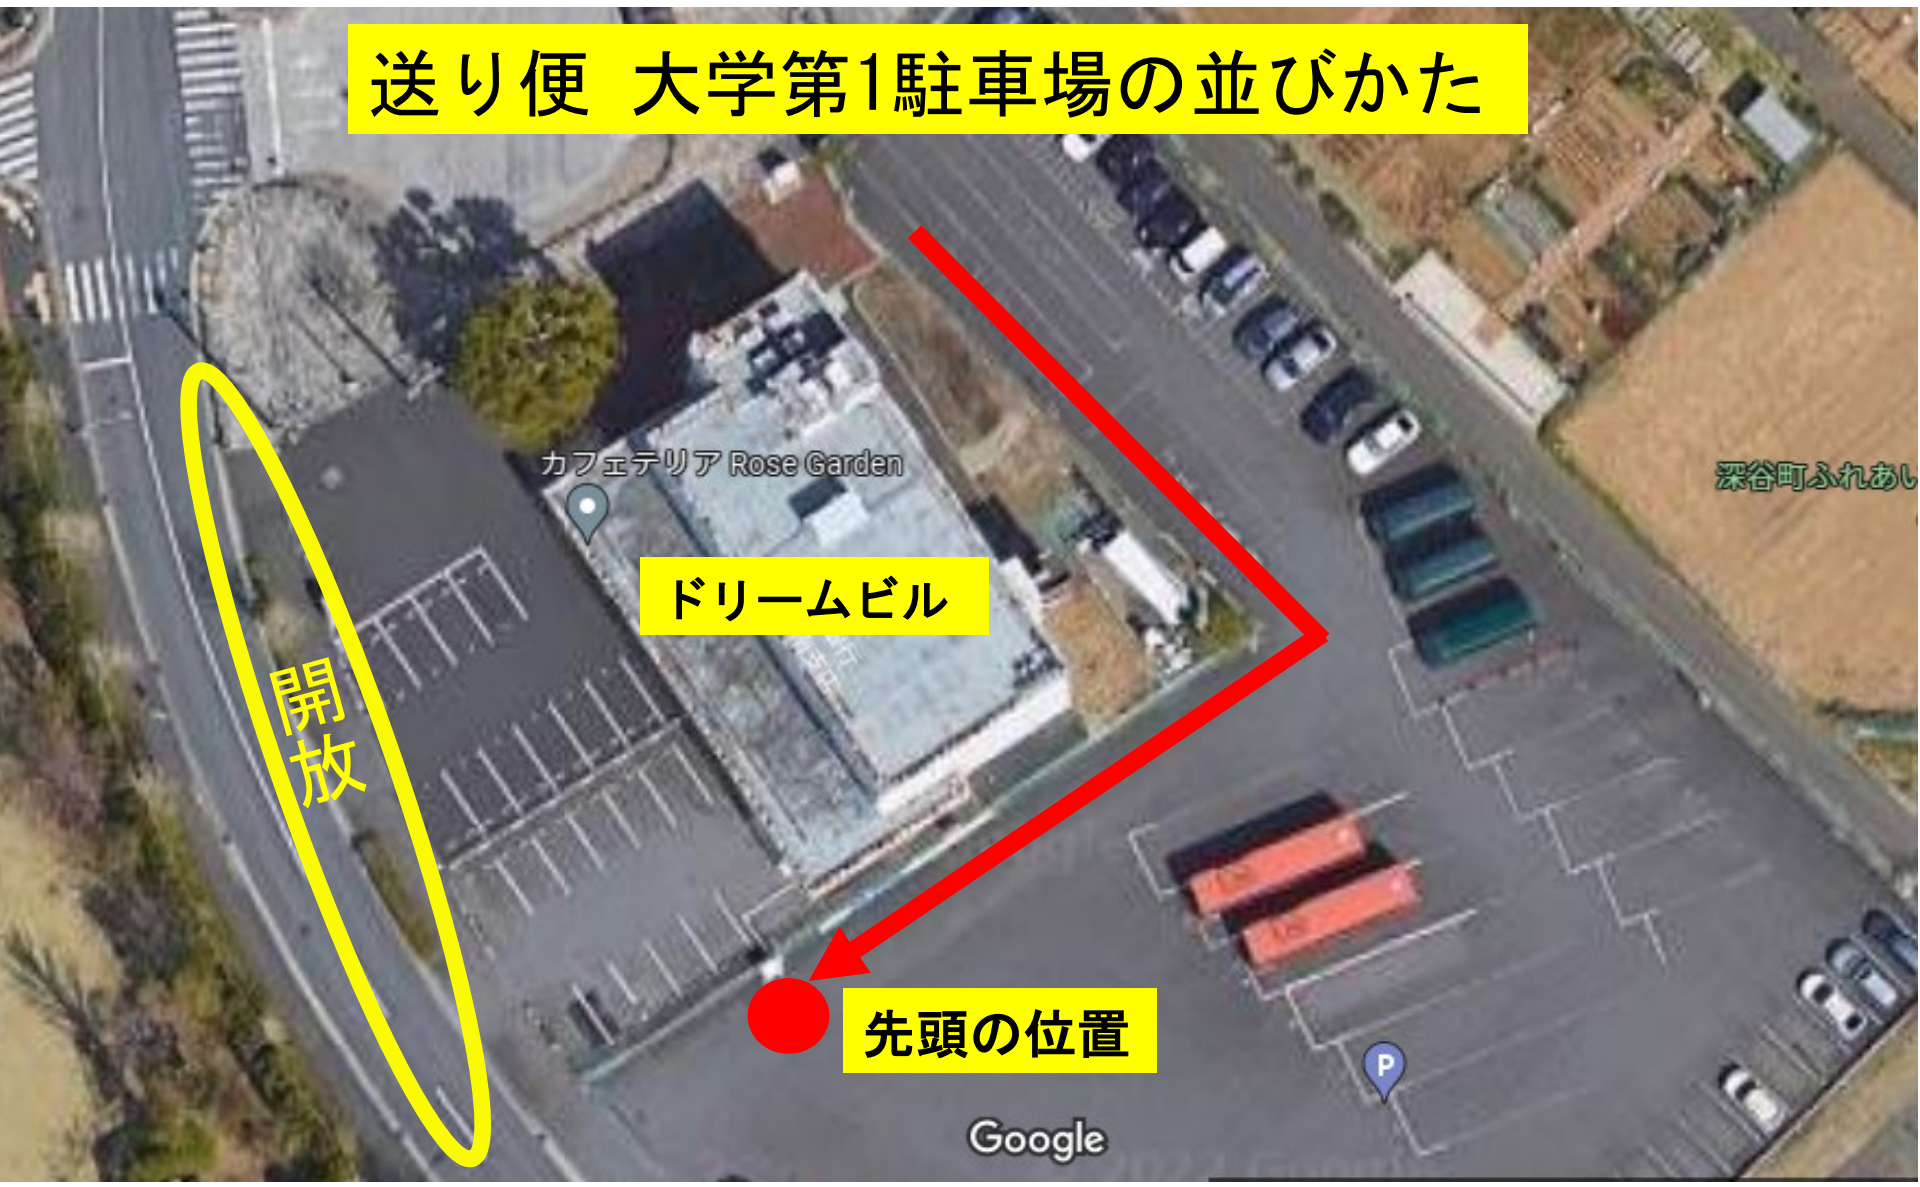 送り便 大学第1駐車場の並びかた
カフェテリア Rose Garden
深谷町ふれあい
ドリームビル
開放
先頭の位置
P
Google